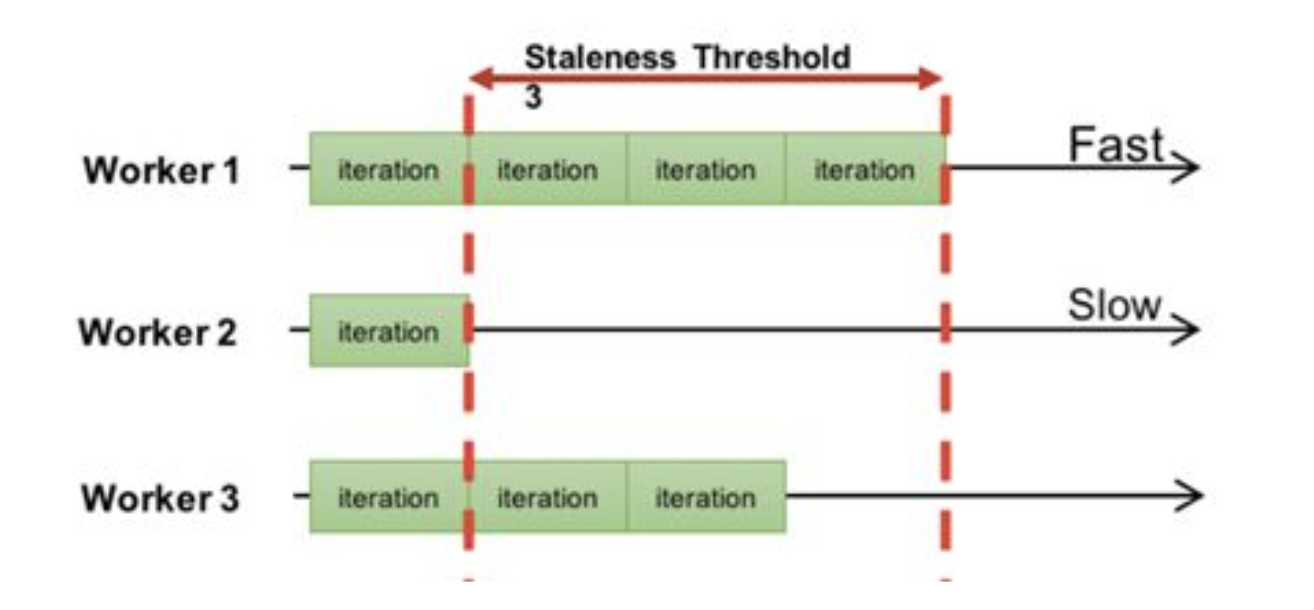 Staleness Threshold
3
Fast
Worker 1
iteration iteration iteration iteration
Slow
Worker 2
iteration
Worker 3
iteration iteration iteration